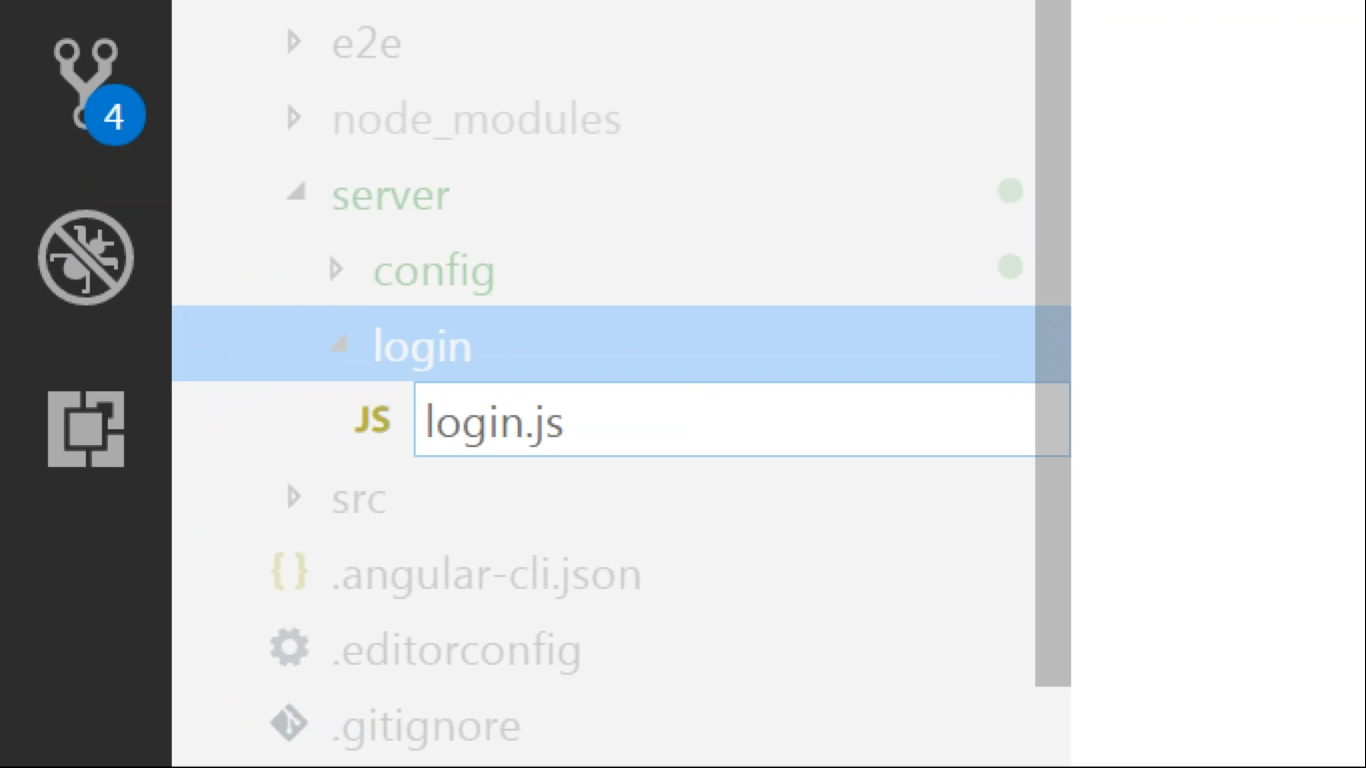 e2e
4
node_modules
server
config
login
JS login.js
src
{ } .angular-cli.json
.editorconfig
.gitignore